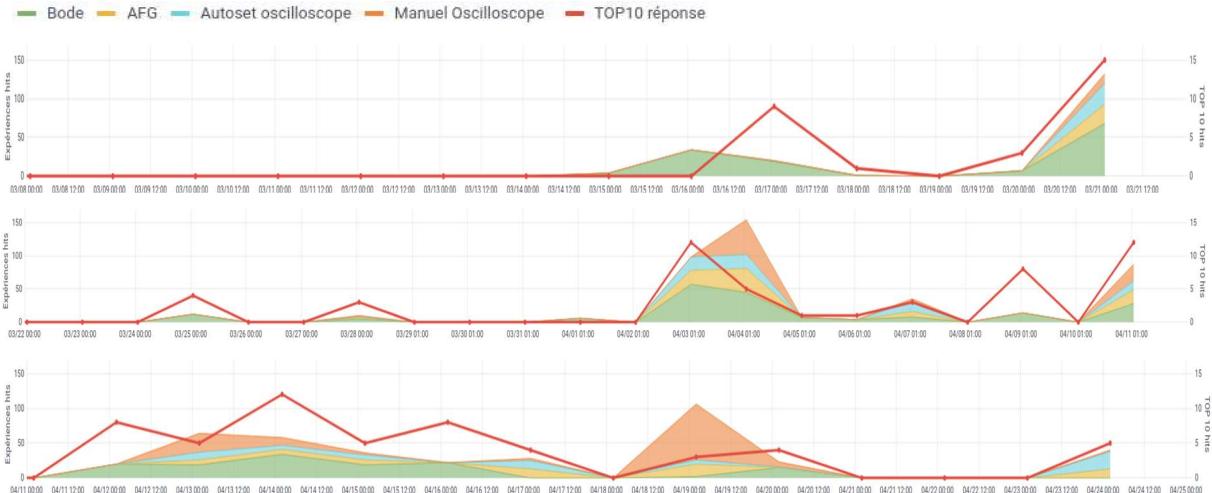 Bode AFG Autoset oscilloscope Manuel Oscilloscope TOP10 réponse
Expériences hits
150
100
50
0
15
10
5
0
TOP 10 hits
03/08 00:00 03/08 12:00 03/09 00:00 03/09 12:00 03/10 00:00 03/10 12:00 03/11 00:00 03/11 12:00 03/12 00:00 03/12 12:00 03/13 00:00 03/13 12:00 03/14 00:00 03/14 12:00 03/15 00:00 03/15 12:00 03/16 00:00 03/16 12:00 03/17 00:00 03/17 12:00 03/18 00:00 03/18 12:00 03/19 00:00 03/19 12:00 03/20 00:00 03/20 12:00 03/21 00:00 03/21 12:00
Expériences hits
150
100
50
0
15
10
5
0
TOP 10 hits
03/22 00:00 03/23 00:00 03/24 00:00 03/25 00:00 03/26 00:00 03/27 00:00 03/28 00:00 03/29 00:00 03/30 01:00 03/31 01:00 04/01 01:00 04/02 01:00 04/03 01:00 04/04 01:00 04/05 01:00 04/06 01:00 04/07 01:00 04/08 01:00 04/09 01:00 04/10 01:00 04/11 01:00
Expériences hits
150
100
50
0
15
10
5
0
TOP 10 hits
04/11 00:00 04/11 12:00 04/12 00:00 04/12 12:00 04/13 00:00 04/13 12:00 04/14 00:00 04/14 12:00 04/15 00:00 04/15 12:00 04/16 00:00 04/16 12:00 04/17 00:00 04/17 12:00 04/18 00:00 04/18 12:00 04/19 00:00 04/19 12:00 04/20 00:00 04/20 12:00 04/21 00:00 04/21 12:00 04/22 00:00 04/22 12:00 04/23 00:00 04/23 12:00 04/24 00:00 04/24 12:00 04/25 00:00